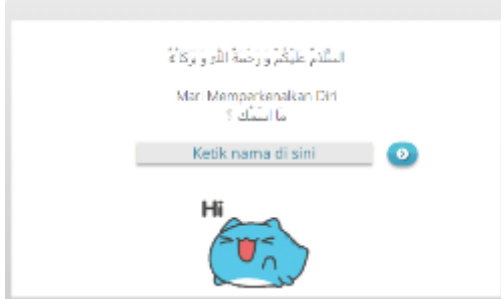 السَّلَامُ عَلَيْكُمْ وَ رَحْمَةُ اللهِ وَ بَرَكَاتُهُ
Mari Memperkenalkan Diri
مَا اسْمُكَ ؟
Ketik nama di sini
Hi